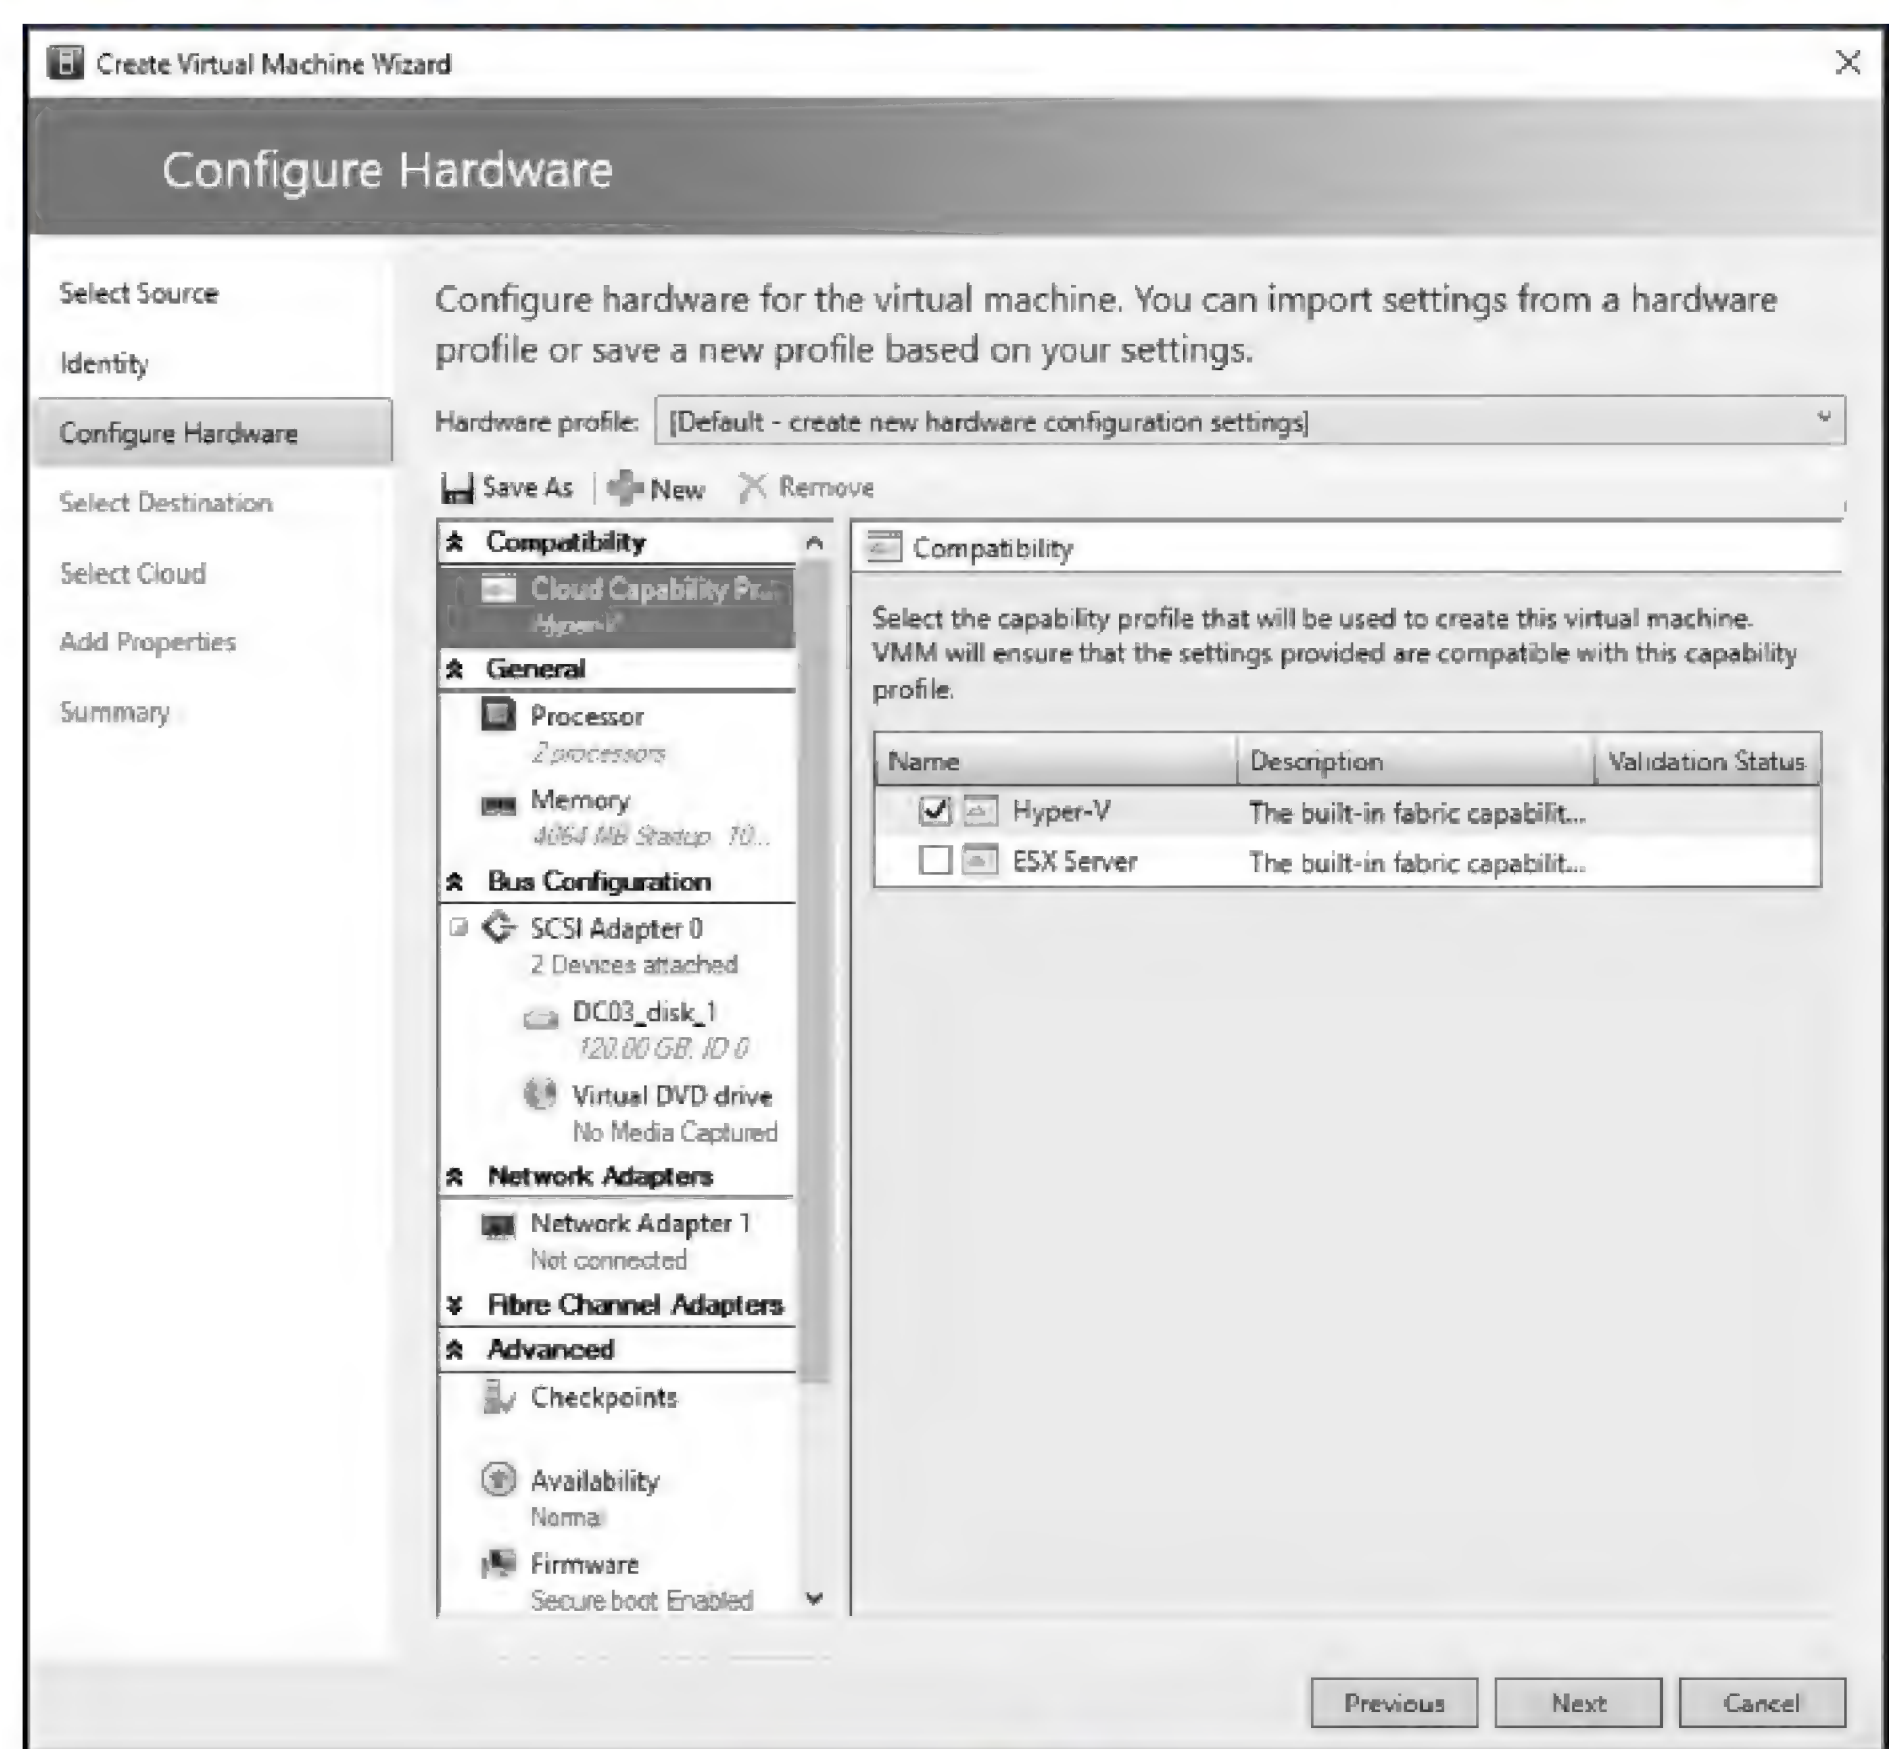 Create Virtual Machine Wizard
Configure Hardware
Select Source
Identity
Configure Hardware
Select Destination
Select Cloud
Add Properties
Summary
Configure hardware for the virtual machine. You can import settings from a hardware
profile or save a new profile based on your settings.
Hardware profile: [Default - create new hardware configuration settings]
Save As New Remove
Compatibility
Cloud Capability Pr...
Hyper-V
General
Processor
2 processors
Memory
4064 MB Startup, 10...
Bus Configuration
SCSI Adapter 0
2 Devices attached
DC03_disk_1
120.00 GB, ID 0
Virtual DVD drive
No Media Captured
Network Adapters
Network Adapter 1
Not connected
Fibre Channel Adapters
Advanced
Checkpoints
Availability
Normal
Firmware
Secure boot Enabled
Compatibility
Select the capability profile that will be used to create this virtual machine.
VMM will ensure that the settings provided are compatible with this capability
profile.
Name Description Validation Status
Hyper-V The built-in fabric capabilit...
ESX Server The built-in fabric capabilit...
Previous Next Cancel